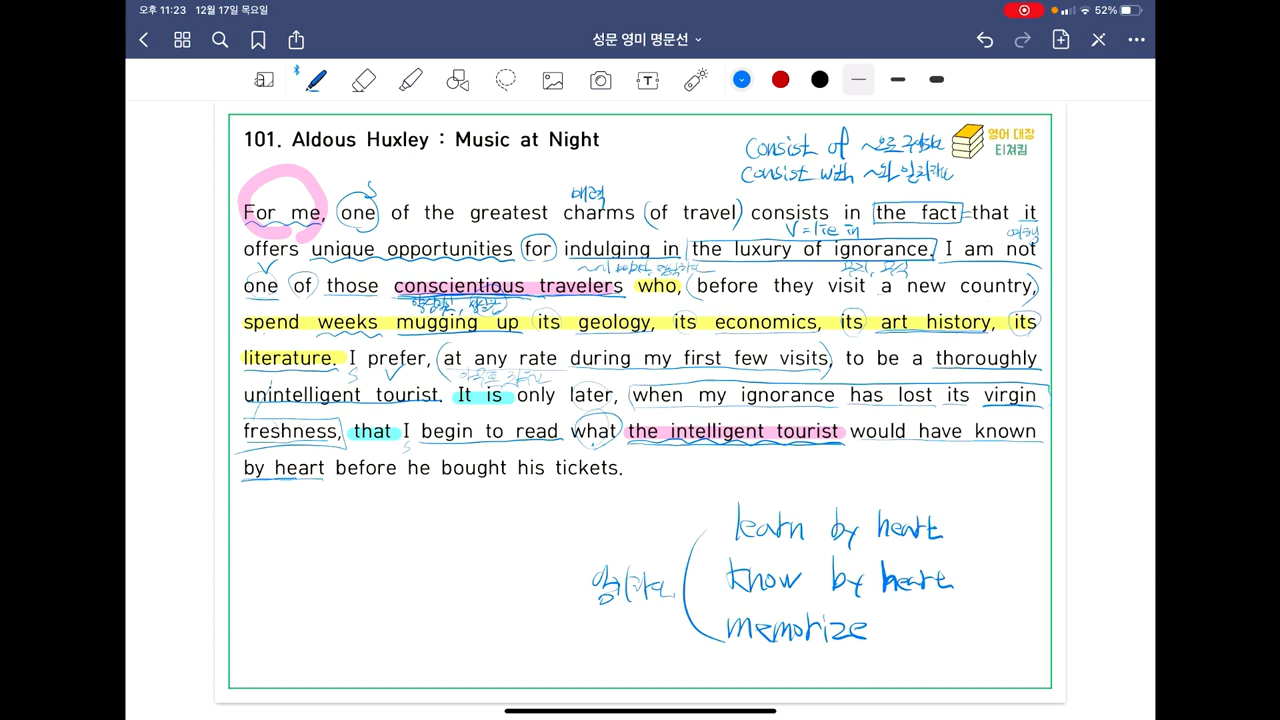 오후 11:23 12월 17일 목요일
52%
성문 영미 명문선
101. Aldous Huxley : Music at Night
영어 대장
티쳐킴
consist of ~으로 구성하다
consist with ~와 일치하다
매력
S
For me, one of the greatest charms (of travel) consists in the fact = that it
V = lie in
여행
offers unique opportunities for indulging in the luxury of ignorance. I am not
one of those conscientious travelers who, (before they visit a new country,)
spend weeks mugging up its geology, its economics, its art history, its
literature. I prefer, (at any rate during my first few visits), to be a thoroughly
S
unintelligent tourist. It is only later, when my ignorance has lost its virgin
freshness, that I begin to read what the intelligent tourist would have known
S
by heart before he bought his tickets.
learn by heart
암기하다
know by heart
memorize